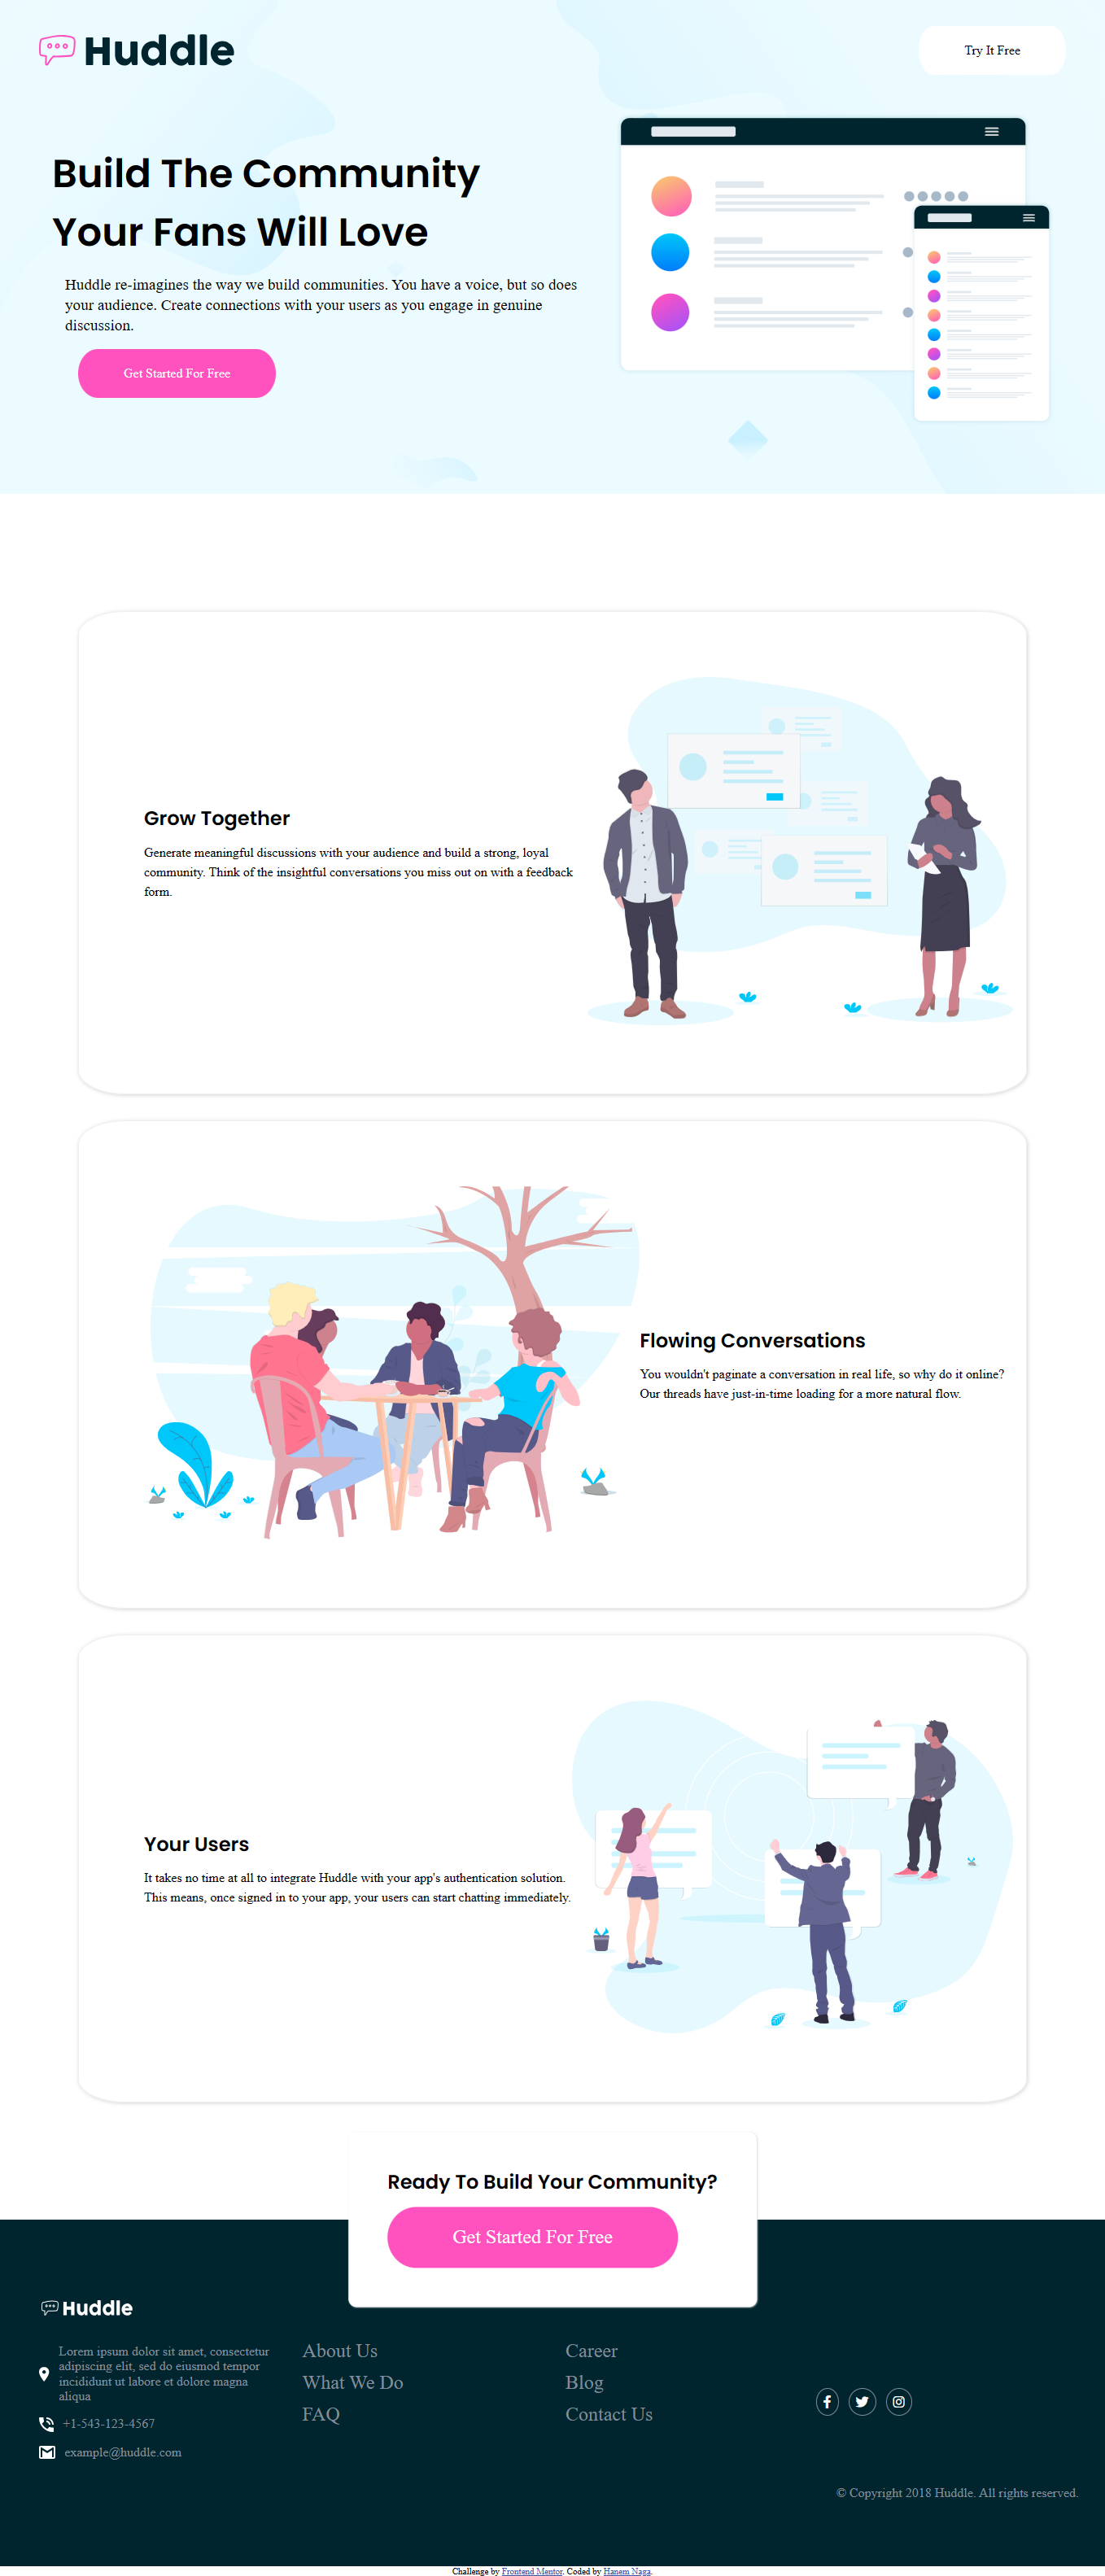 Huddle
Try It Free
Build The Community
Your Fans Will Love
Huddle re-imagines the way we build communities. You have a voice, but so does
your audience. Create connections with your users as you engage in genuine
discussion.
Get Started For Free
Grow Together
Generate meaningful discussions with your audience and build a strong, loyal
community. Think of the insightful conversations you miss out on with a feedback
form.
Flowing Conversations
You wouldn't paginate a conversation in real life, so why do it online?
Our threads have just-in-time loading for a more natural flow.
Your Users
It takes no time at all to integrate Huddle with your app's authentication solution.
This means, once signed in to your app, your users can start chatting immediately.
Ready To Build Your Community?
Get Started For Free
Huddle
Lorem ipsum dolor sit amet, consectetur
adipiscing elit, sed do eiusmod tempor
incididunt ut labore et dolore magna
aliqua
+1-543-123-4567
example@huddle.com
About Us
What We Do
FAQ
Career
Blog
Contact Us
© Copyright 2018 Huddle. All rights reserved.
Challenge by Frontend Mentor. Coded by Hanem Naga.